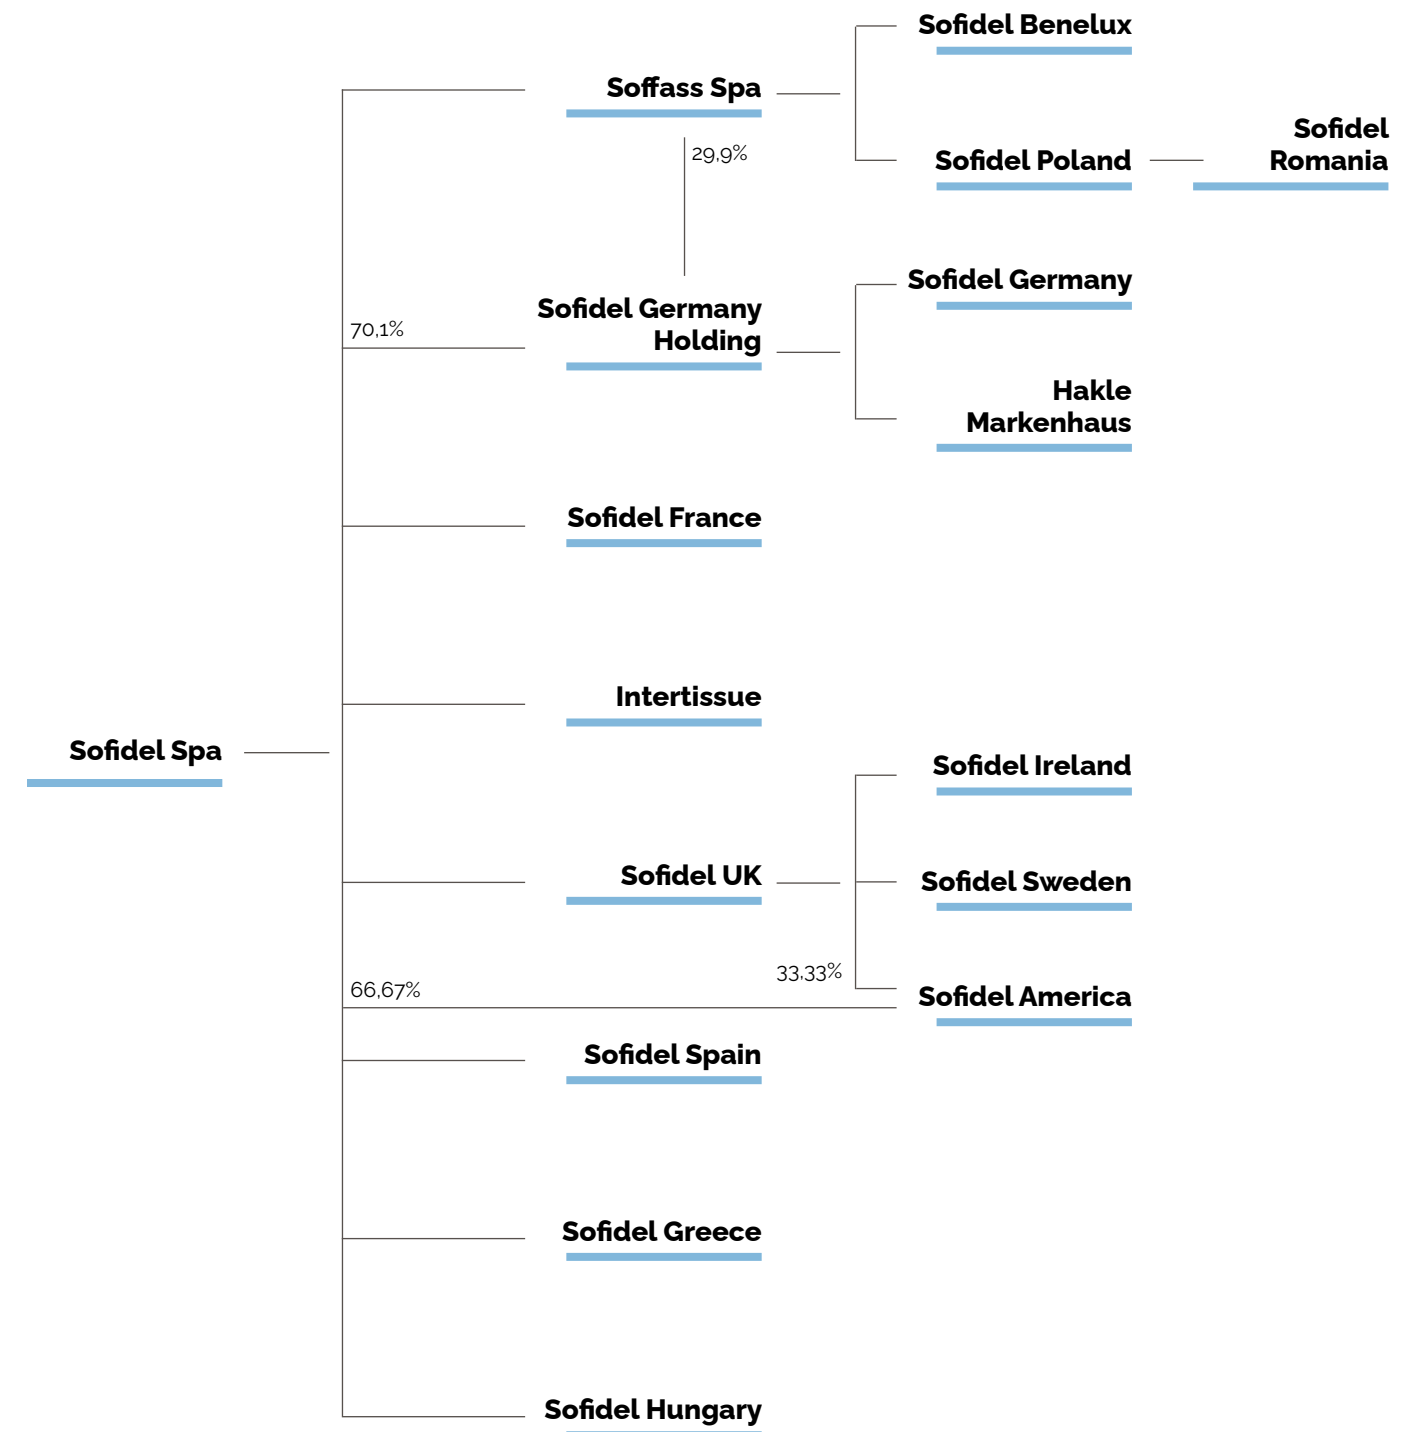 Sofidel Benelux
Soffass Spa
Sofidel
Romania
29,9%
Sofidel Poland
Sofidel Germany
Sofidel Germany
Holding
70,1%
Hakle
Markenhaus
Sofidel France
Intertissue
Sofidel Spa
Sofidel Ireland
Sofidel UK
Sofidel Sweden
33,33%
66,67%
Sofidel America
Sofidel Spain
Sofidel Greece
Sofidel Hungary